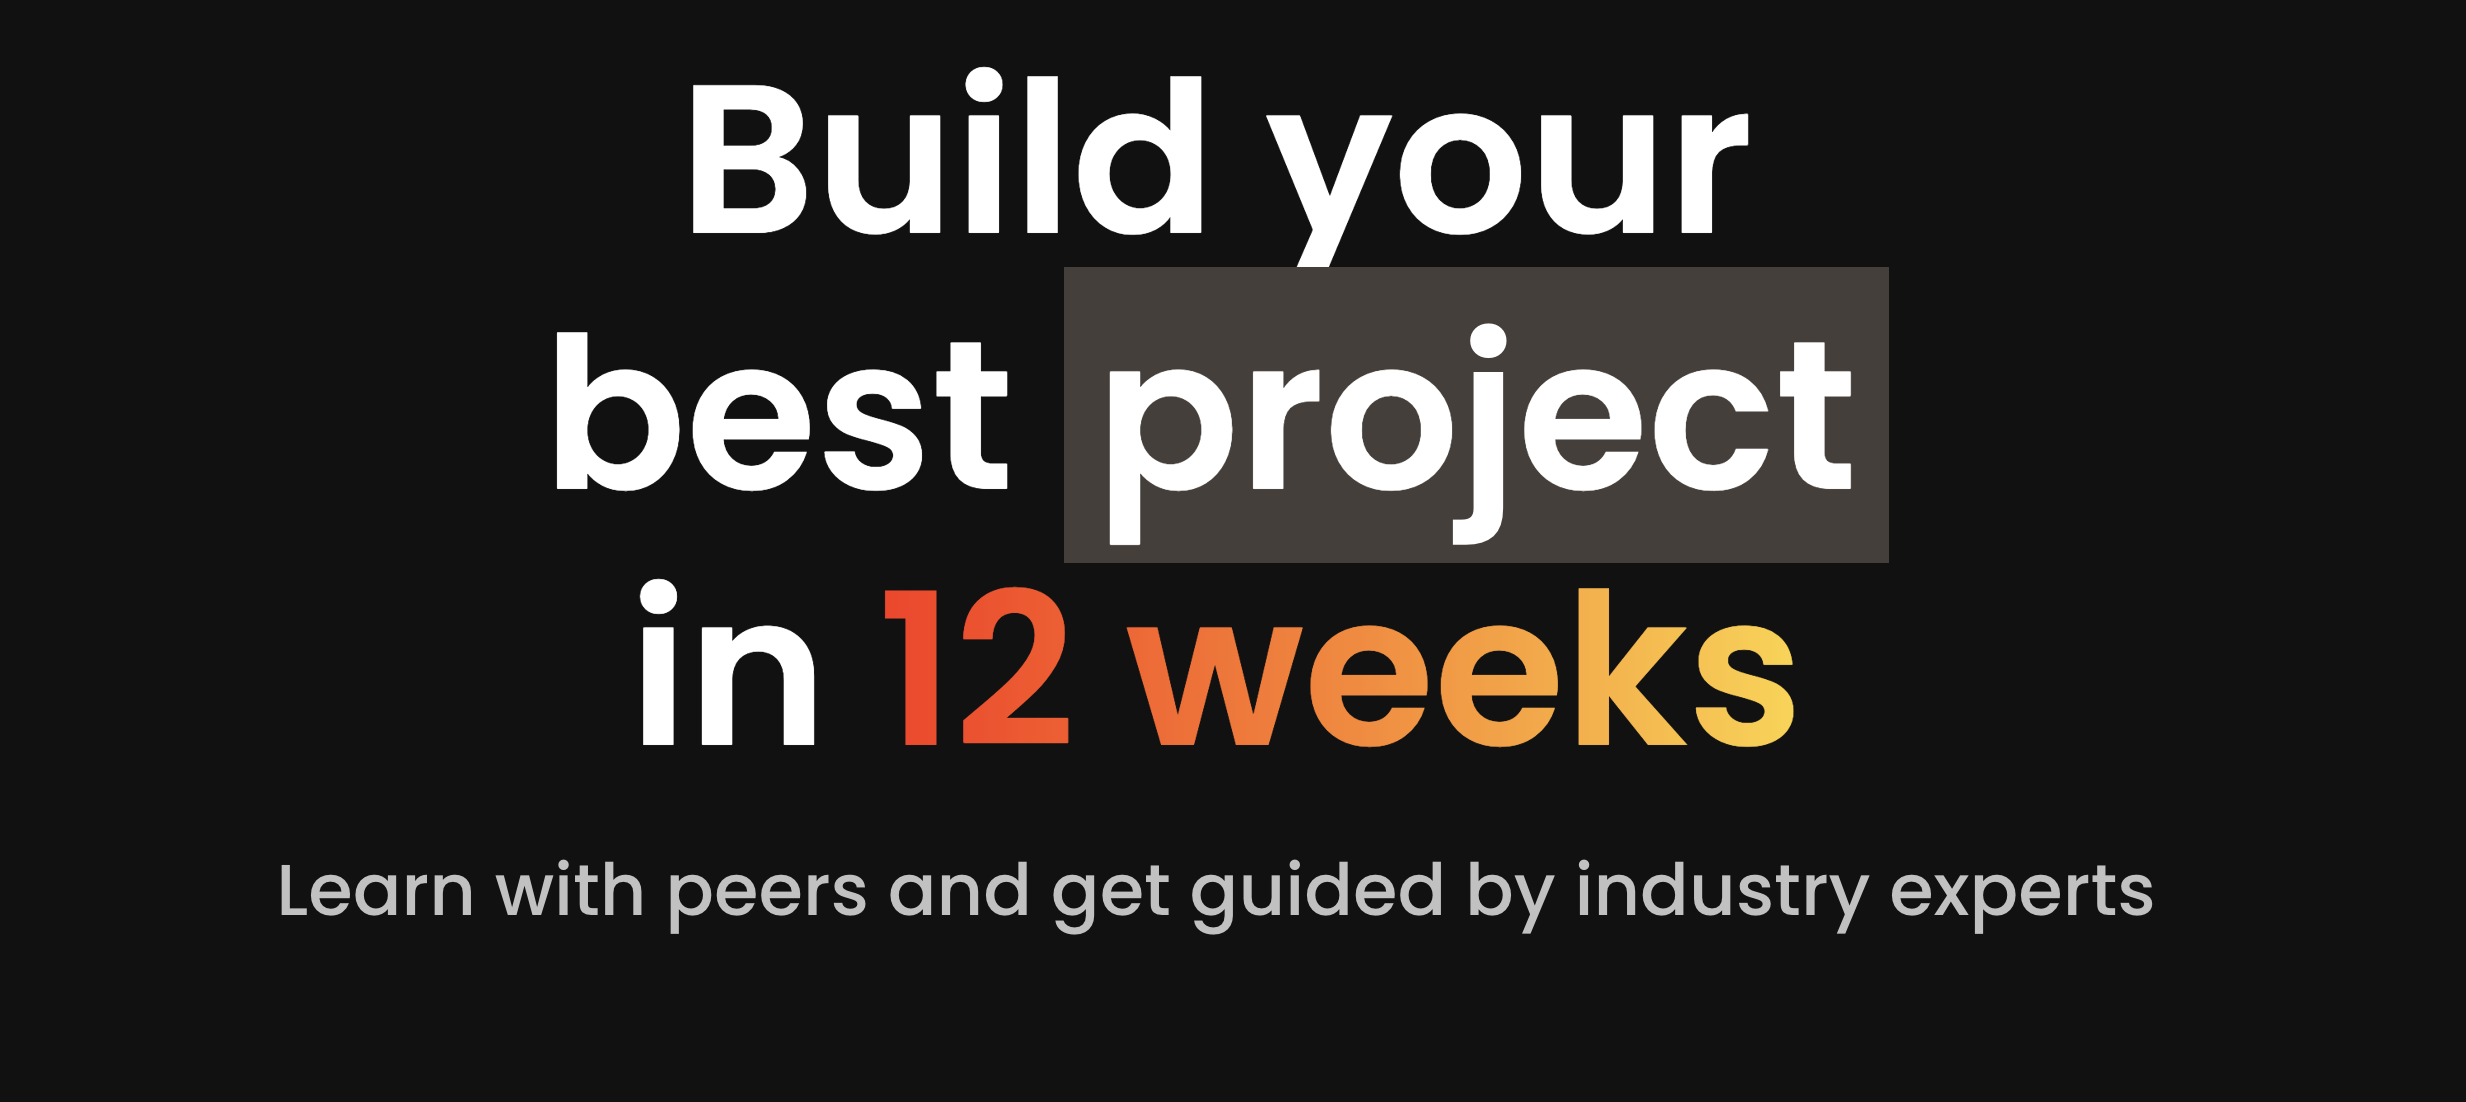 Build your
best project
in 12 weeks
Learn with peers and get guided by industry experts